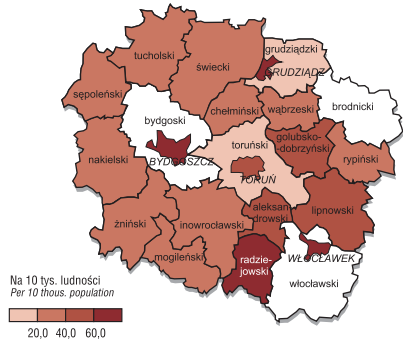 grudziądzki
tucholski
świecki
GRUDZIĄDZ
sępoleński
brodnicki
chełmiński
wąbrzeski
bydgoski
golubsko-
dobrzyński
toruński
nakielski
BYDGOSZCZ
rypiński
TORUŃ
aleksan-
drowski
lipnowski
żniński
inowrocławski
mogileński
radzie-
jowski
WŁOCŁAWEK
włocławski
Na 10 tys. ludności
Per 10 thous. population
20,0 40,0 60,0